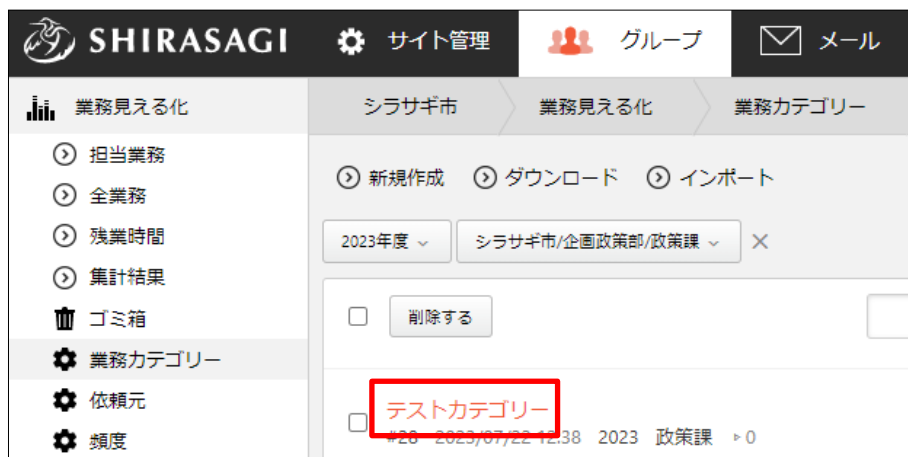 SHIRASAGI サイト管理 グループ メール
業務見える化
シラサギ市 業務見える化 業務カテゴリー
担当業務
全業務
残業時間
集計結果
ゴミ箱
業務カテゴリー
依頼元
頻度
新規作成 ダウンロード インポート
2023年度 シラサギ市/企画政策部/政策課
削除する
テストカテゴリー
#28 2023/07/22 12:38 2023 政策課 0